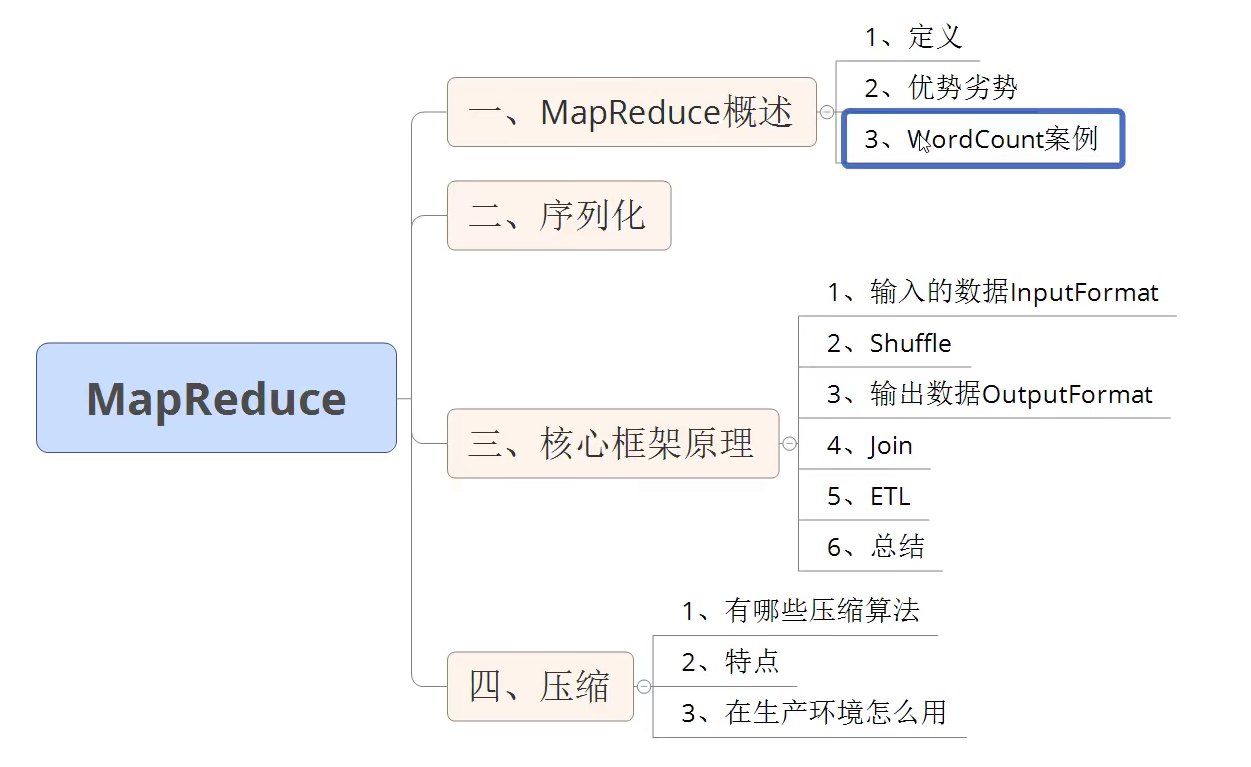 MapReduce
一、MapReduce概述
1、定义
2、优势劣势
3、WordCount案例
二、序列化
三、核心框架原理
1、输入的数据InputFormat
2、Shuffle
3、输出数据OutputFormat
4、Join
5、ETL
6、总结
四、压缩
1、有哪些压缩算法
2、特点
3、在生产环境怎么用